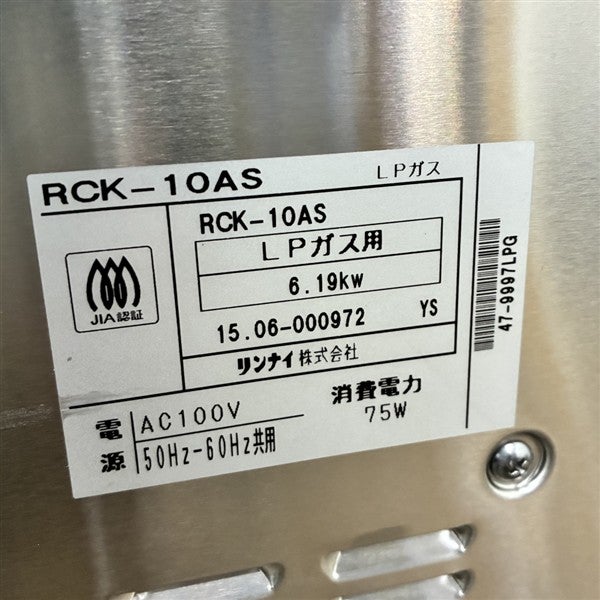 RCK-10AS
LPガス
RCK-10AS
LPガス用
6.19kw
15.06-000972 YS
リンナイ株式会社
JIA認証
47-9997LPG
電源
AC100V
50Hz-60Hz共用
消費電力
75W